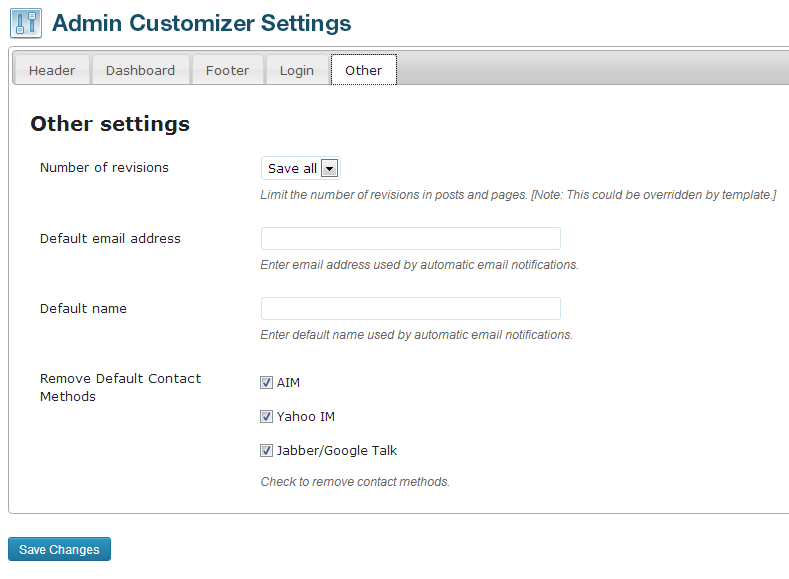 Admin Customizer Settings
Header Dashboard Footer Login Other
Other settings
Number of revisions Save all
Limit the number of revisions in posts and pages. [Note: This could be overridden by template.]
Default email address
Enter email address used by automatic email notifications.
Default name
Enter default name used by automatic email notifications.
Remove Default Contact
Methods
AIM
Yahoo IM
Jabber/Google Talk
Check to remove contact methods.
Save Changes